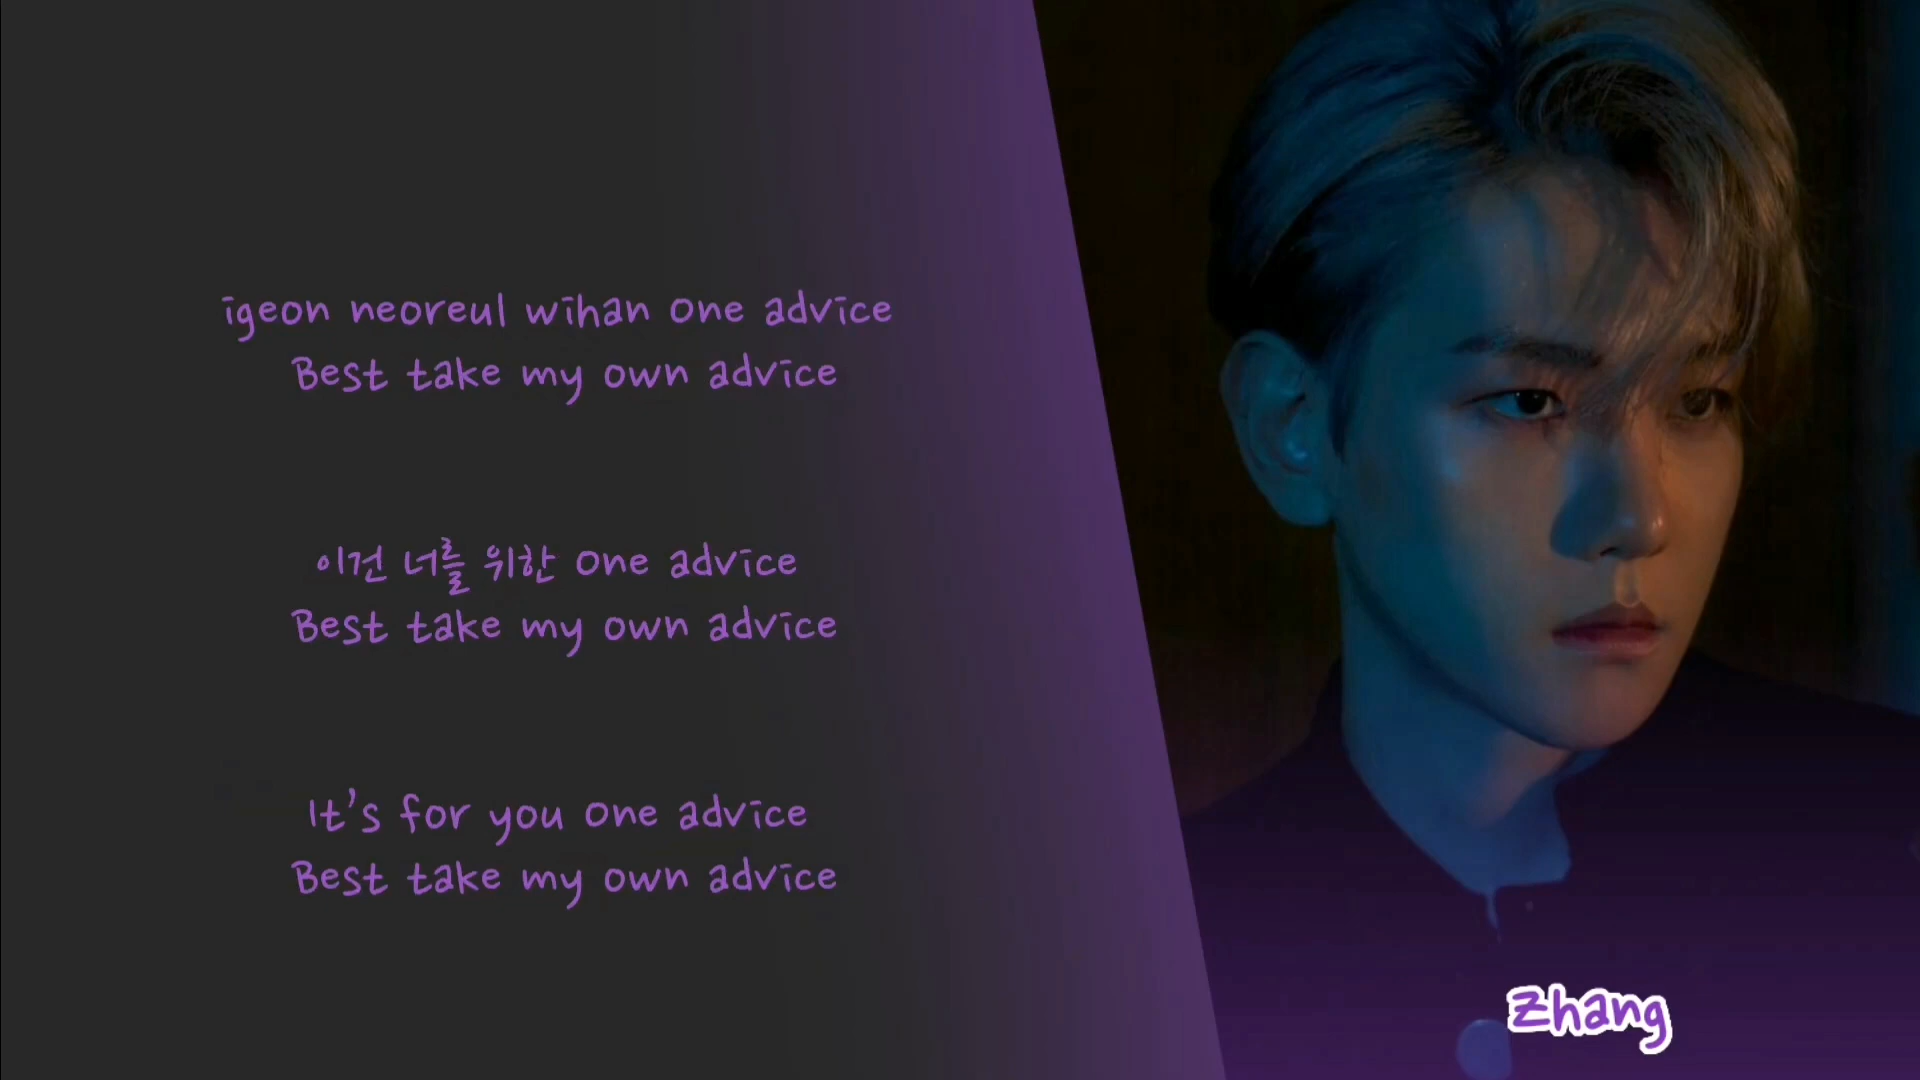 igeon neoreul wihan one advice
Best take my own advice
이건 너를 위한 one advice
Best take my own advice
It's for you one advice
Best take my own advice
Zhang